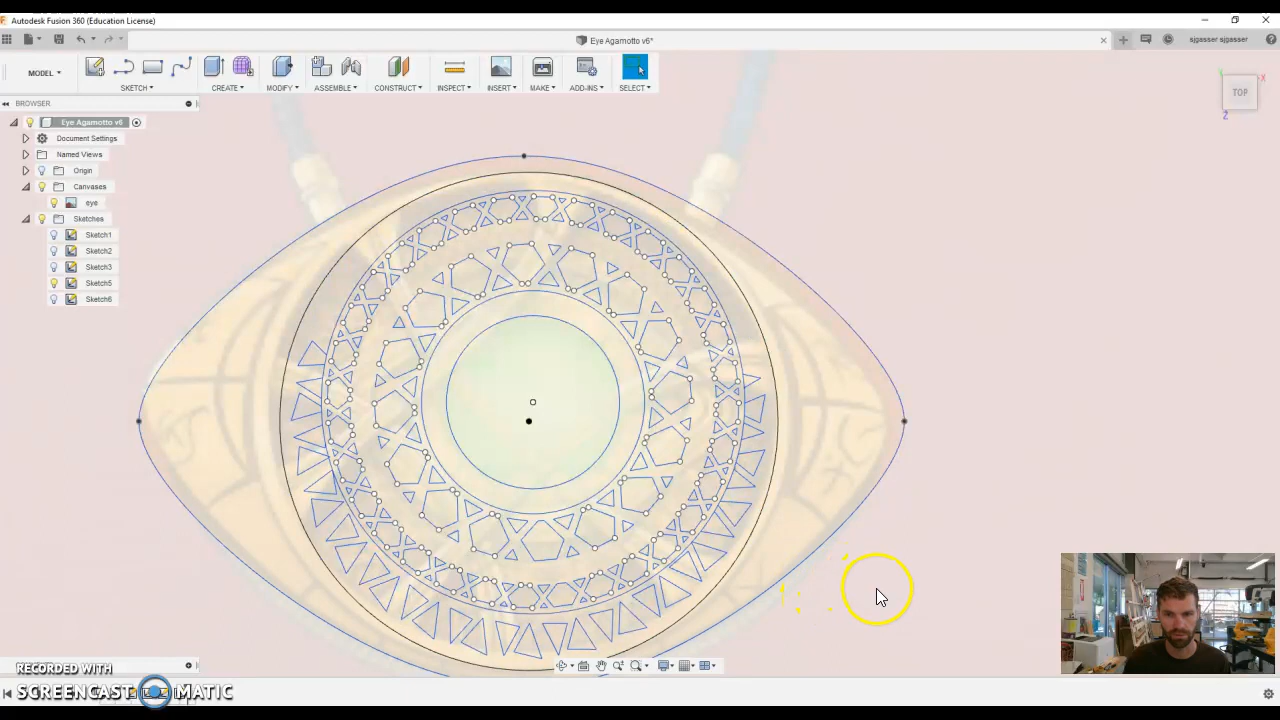 Autodesk Fusion 360 (Education License)
Eye Agamotto v6*
sjgasser sjgasser
MODEL
SKETCH
CREATE
MODIFY
ASSEMBLE
CONSTRUCT
INSPECT
INSERT
MAKE
ADD-INS
SELECT
BROWSER
Eye Agamotto v6
Document Settings
Named Views
Origin
Canvases
eye
Sketches
Sketch1
Sketch2
Sketch3
Sketch5
Sketch6
X
TOP
Z
RECORDED WITH
SCREENCAST MATIC